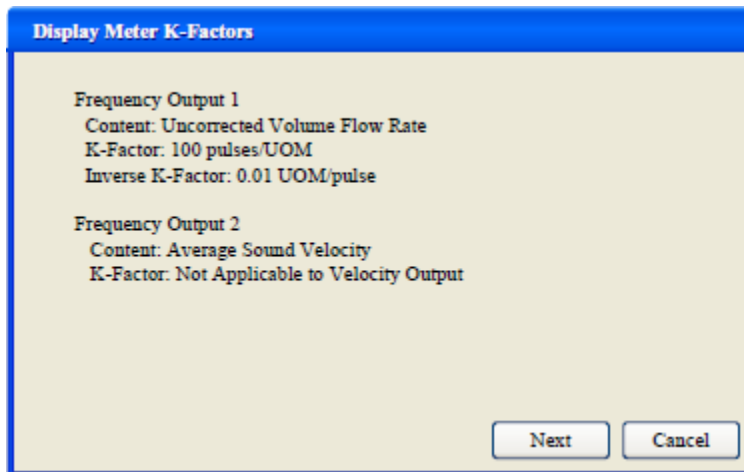 Display Meter K-Factors
Frequency Output 1
Content: Uncorrected Volume Flow Rate
K-Factor: 100 pulses/UOM
Inverse K-Factor: 0.01 UOM/pulse
Frequency Output 2
Content: Average Sound Velocity
K-Factor: Not Applicable to Velocity Output
Next Cancel